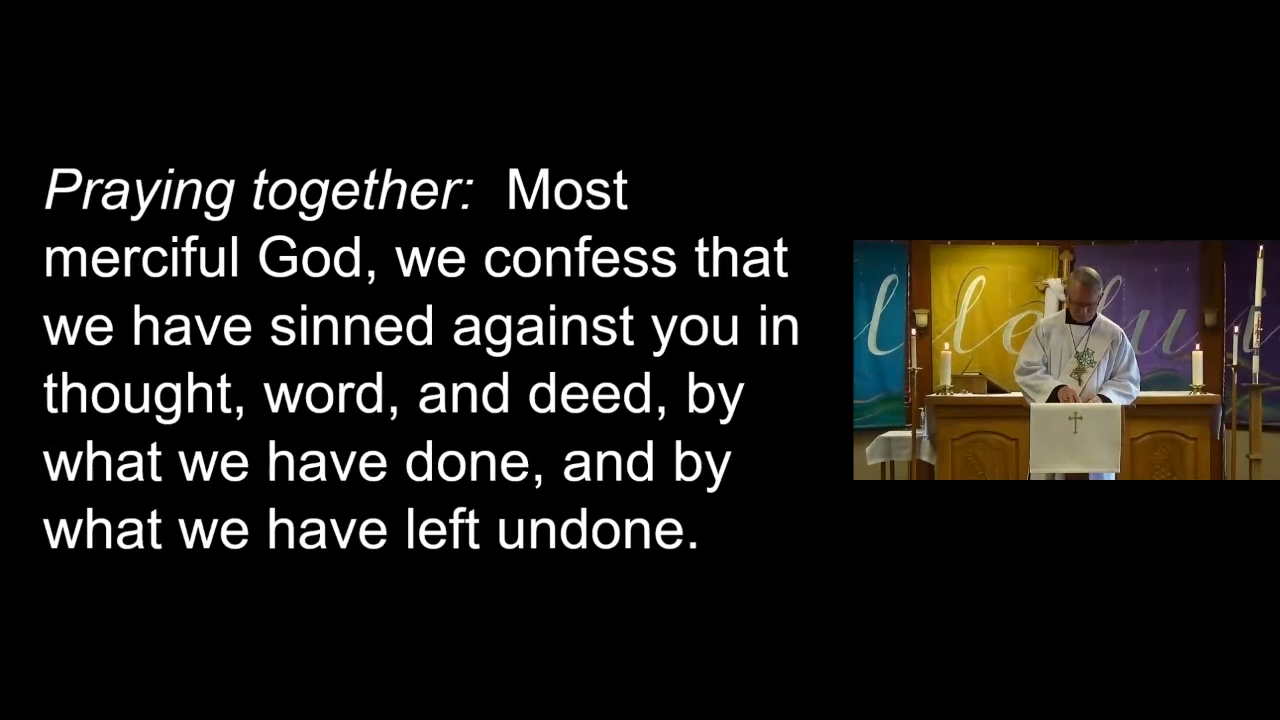 Praying together:  Most
merciful God, we confess that
we have sinned against you in
thought, word, and deed, by
what we have done, and by
what we have left undone.
llelui